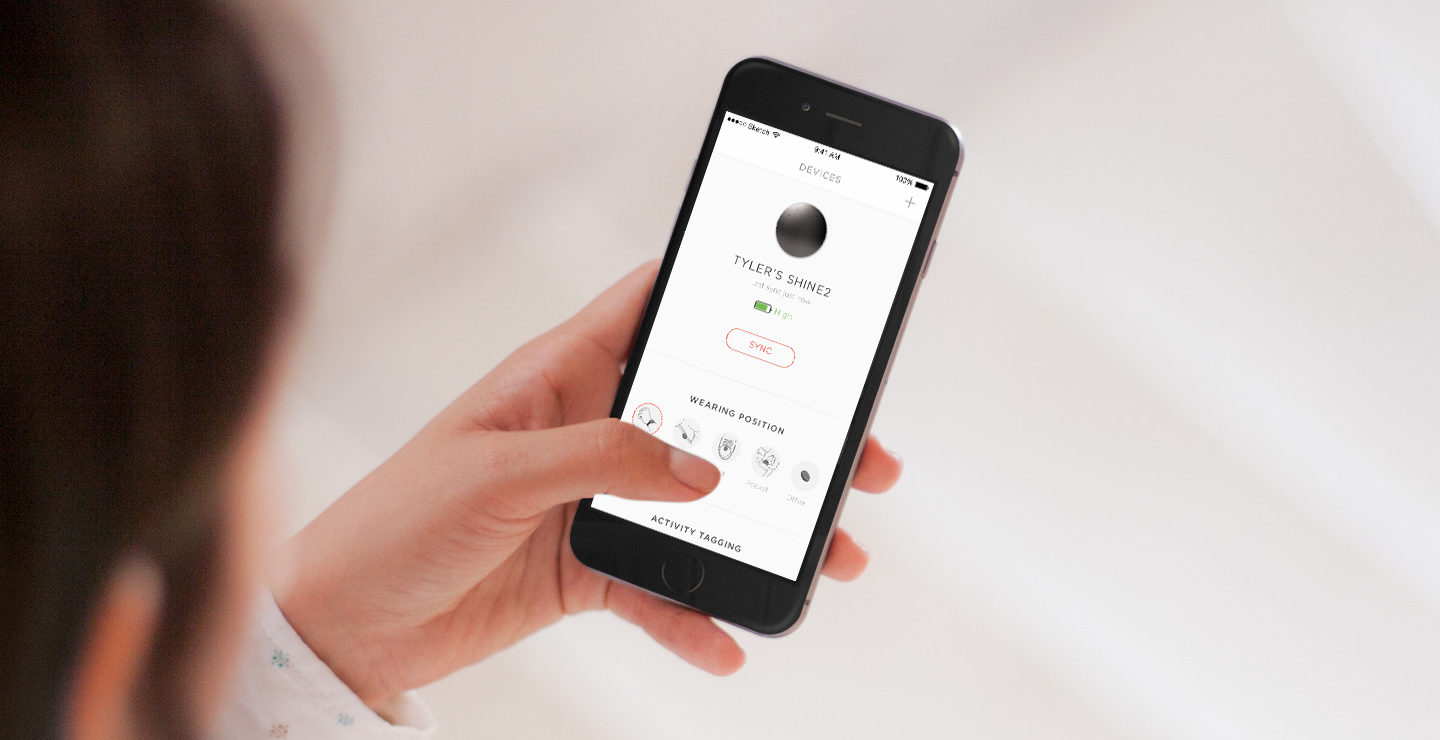 Sketch
9:41 AM
100%
DEVICES
+
TYLER'S SHINE2
Last sync just now
High
SYNC
WEARING POSITION
Pocket
Other
ACTIVITY TAGGING